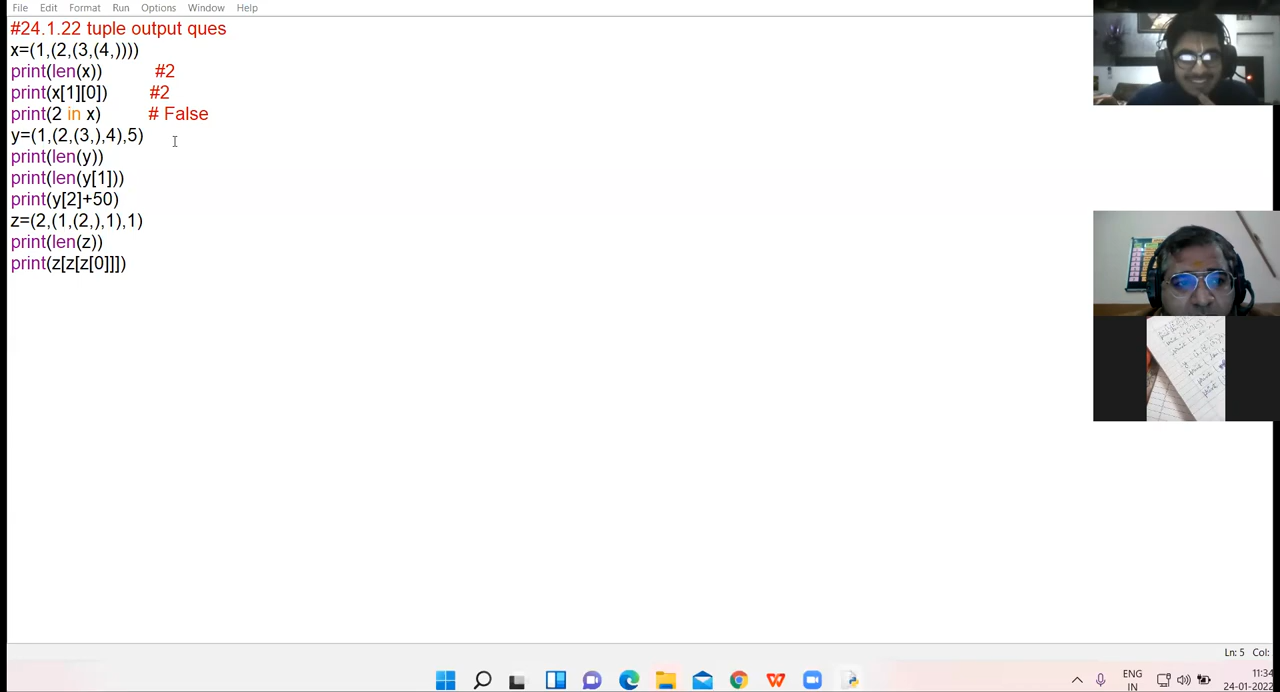 File Edit Format Run Options Window Help
#24.1.22 tuple output ques
x=(1,(2,(3,(4,))))
print(len(x)) #2
print(x[1][0]) #2
print(2 in x) # False
y=(1,(2,(3,),4),5)
print(len(y))
print(len(y[1]))
print(y[2]+50)
z=(2,(1,(2,),1),1)
print(len(z))
print(z[z[z[0]]])
Ln: 5 Col:
ENG
IN
11:34
24-01-2022